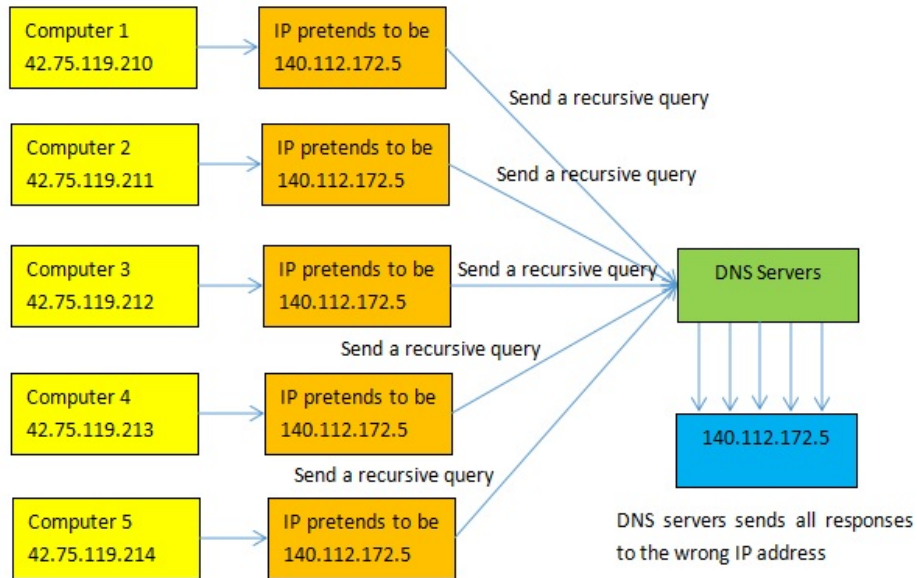 Computer 1
42.75.119.210
IP pretends to be
140.112.172.5
Send a recursive query
Computer 2
42.75.119.211
IP pretends to be
140.112.172.5
Send a recursive query
Computer 3
42.75.119.212
IP pretends to be
140.112.172.5
Send a recursive query
DNS Servers
Send a recursive query
Computer 4
42.75.119.213
IP pretends to be
140.112.172.5
140.112.172.5
Send a recursive query
Computer 5
42.75.119.214
IP pretends to be
140.112.172.5
DNS servers sends all responses
to the wrong IP address